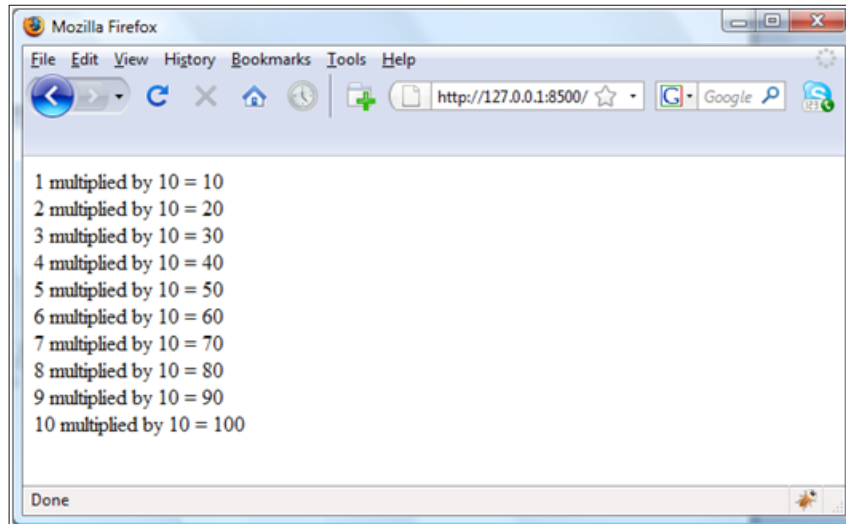 Mozilla Firefox
File Edit View History Bookmarks Tools Help
http://127.0.0.1:8500/ G Google 123
1 multiplied by 10 = 10
2 multiplied by 10 = 20
3 multiplied by 10 = 30
4 multiplied by 10 = 40
5 multiplied by 10 = 50
6 multiplied by 10 = 60
7 multiplied by 10 = 70
8 multiplied by 10 = 80
9 multiplied by 10 = 90
10 multiplied by 10 = 100
Done